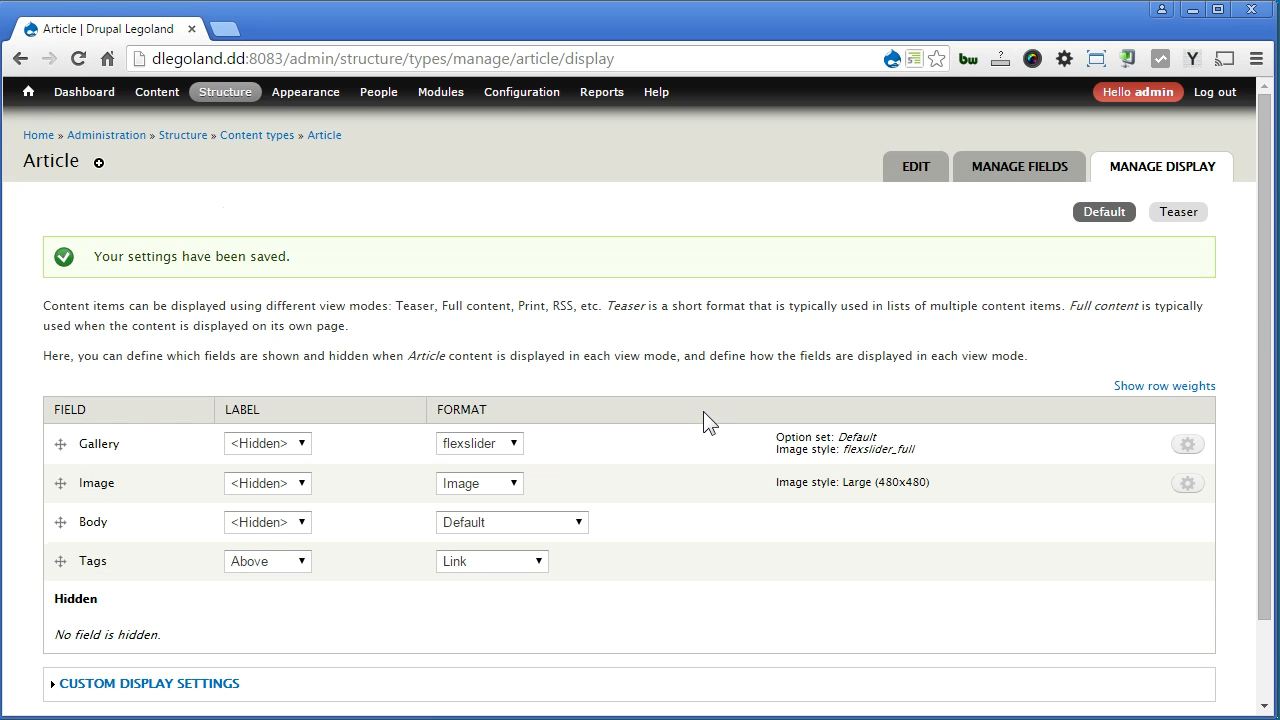 Article | Drupal Legoland
dlegoland.dd:8083/admin/structure/types/manage/article/display
bw
Y
Dashboard Content Structure Appearance People Modules Configuration Reports Help Hello admin Log out
Home » Administration » Structure » Content types » Article
Article
EDIT MANAGE FIELDS MANAGE DISPLAY
Default Teaser
Your settings have been saved.
Content items can be displayed using different view modes: Teaser, Full content, Print, RSS, etc. Teaser is a short format that is typically used in lists of multiple content items. Full content is typically
used when the content is displayed on its own page.
Here, you can define which fields are shown and hidden when Article content is displayed in each view mode, and define how the fields are displayed in each view mode.
Show row weights
FIELD LABEL FORMAT
Gallery <Hidden> flexslider Option set: Default
Image style: flexslider_full
Image <Hidden> Image Image style: Large (480x480)
Body <Hidden> Default
Tags Above Link
Hidden
No field is hidden.
CUSTOM DISPLAY SETTINGS